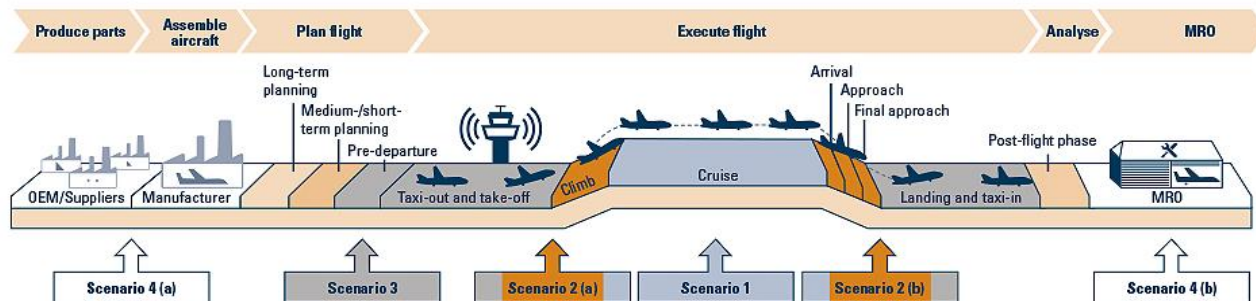 Produce parts
Assemble
aircraft
Plan flight
Execute flight
Analyse
MRO
Long-term
planning
Medium-/short-
term planning
Pre-departure
Arrival
Approach
Final approach
Post-flight phase
OEM/Suppliers
Manufacturer
Taxi-out and take-off
Climb
Cruise
Landing and taxi-in
MRO
Scenario 4 (a)
Scenario 3
Scenario 2 (a)
Scenario 1
Scenario 2 (b)
Scenario 4 (b)